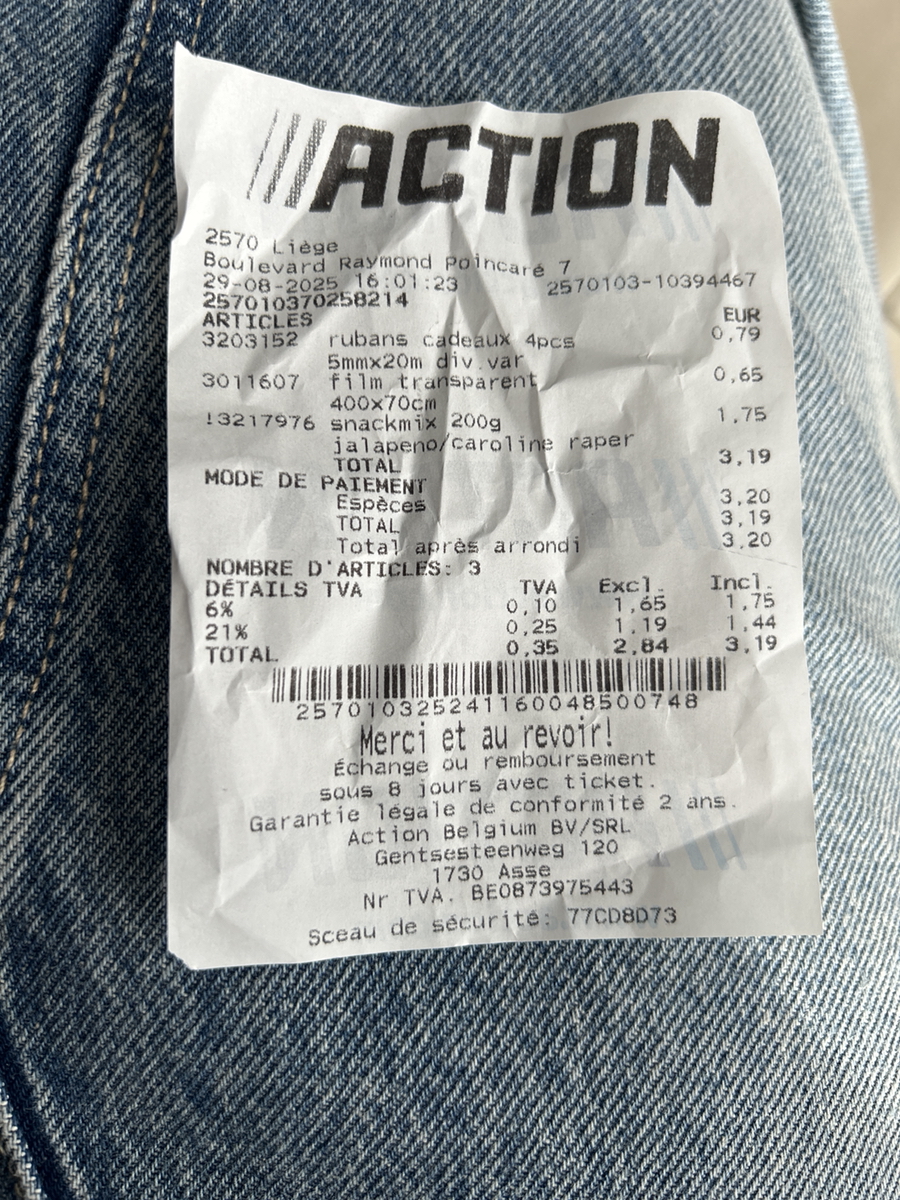 ACTION
2570 Liège
Boulevard Raymond Poincaré 7
29-08-2025 16:01:23 2570103-10394467
257010370258214
ARTICLES EUR
3203152 rubans cadeaux 4pcs 0,79
5mmx20m div.var
3011607 film transparent 0,65
400x70cm
!3217976 snackmix 200g 1,75
jalapeno/caroline raper
TOTAL 3,19
MODE DE PAIEMENT
Espèces 3,20
TOTAL 3,19
Total après arrondi 3,20
NOMBRE D'ARTICLES: 3
DÉTAILS TVA TVA Excl. Incl.
6% 0,10 1,65 1,75
21% 0,25 1,19 1,44
TOTAL 0,35 2,84 3,19
257010325241160048500748
Merci et au revoir!
Échange ou remboursement
sous 8 jours avec ticket.
Garantie légale de conformité 2 ans.
Action Belgium BV/SRL
Gentsesteenweg 120
1730 Asse
Nr TVA. BE0873975443
Sceau de sécurité: 77CD8D73